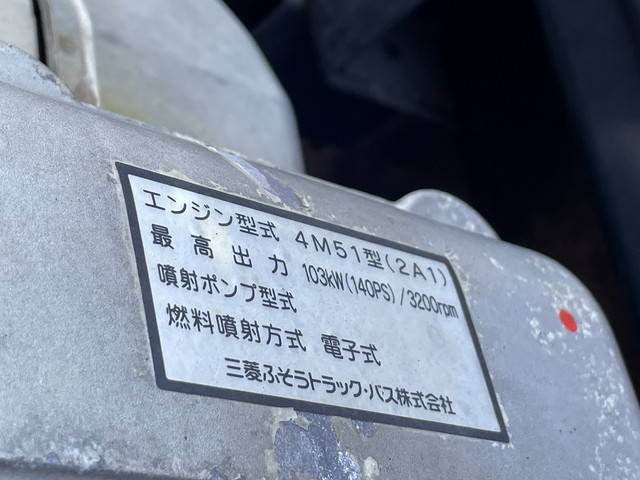 エンジン型式 4M51型(2A1)
最高出力 103kW(140PS)/3200rpm
噴射ポンプ型式
燃料噴射方式 電子式
三菱ふそうトラック・バス株式会社